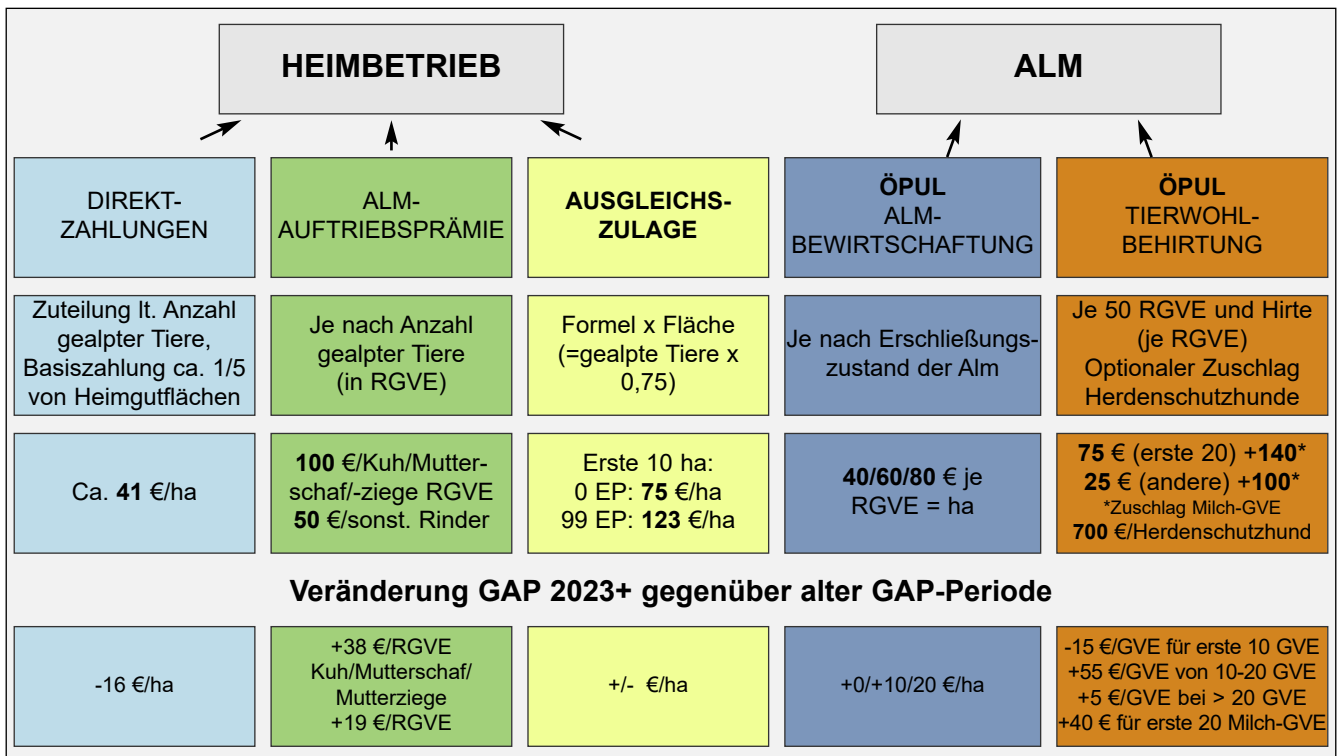 HEIMBETRIEB
ALM
DIREKT-
ZAHLUNGEN
ALM-
AUFTRIEBSPRÄMIE
AUSGLEICHS-
ZULAGE
ÖPUL
ALM-
BEWIRTSCHAFTUNG
ÖPUL
TIERWOHL-
BEHIRTUNG
Zuteilung lt. Anzahl
gealpter Tiere,
Basiszahlung ca. 1/5
von Heimgutflächen
Je nach Anzahl
gealpter Tiere
(in RGVE)
Formel x Fläche
(=gealpte Tiere x
0,75)
Je nach Erschließungs-
zustand der Alm
Je 50 RGVE und Hirte
(je RGVE)
Optionaler Zuschlag
Herdenschutzhunde
Ca. 41 €/ha
100 €/Kuh/Mutter-
schaf/-ziege RGVE
50 €/sonst. Rinder
Erste 10 ha:
0 EP: 75 €/ha
99 EP: 123 €/ha
40/60/80 € je
RGVE = ha
75 € (erste 20) +140*
25 € (andere) +100*
*Zuschlag Milch-GVE
700 €/Herdenschutzhund
Veränderung GAP 2023+ gegenüber alter GAP-Periode
-16 €/ha
+38 €/RGVE
Kuh/Mutterschaf/
Mutterziege
+19 €/RGVE
+/- €/ha
+0/+10/20 €/ha
-15 €/GVE für erste 10 GVE
+55 €/GVE von 10-20 GVE
+5 €/GVE bei > 20 GVE
+40 € für erste 20 Milch-GVE